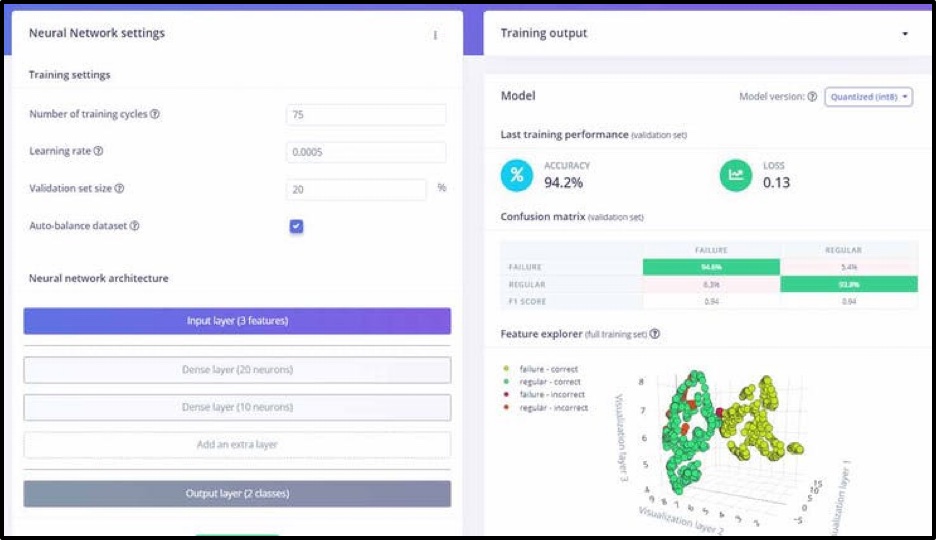 Neural Network settings
Training settings
Number of training cycles
75
Learning rate
0.0005
Validation set size
20
%
Auto-balance dataset
Neural network architecture
Input layer (3 features)
Dense layer (20 neurons)
Dense layer (10 neurons)
Add an extra layer
Output layer (2 classes)
Training output
Model
Model version: Quantized (int8)
Last training performance (validation set)
% ACCURACY
94.2%
LOSS
0.13
Confusion matrix (validation set)
FAILURE REGULAR
FAILURE 94.6% 5.4%
REGULAR 6.2% 93.8%
F1 SCORE 0.94 0.94
Feature explorer (full training set)
failure - correct
regular - correct
failure - incorrect
regular - incorrect
8
7
6
5
4
Visualization layer 3
9 8 7
Visualization layer 2
15
10
5
0
-5
ualization layer 1